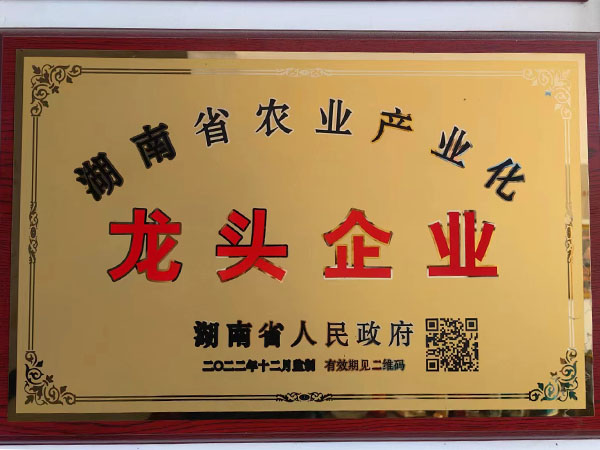 湖南省农业产业化
龙头企业
湖南省人民政府
二〇二二年十二月监制 有效期见二维码